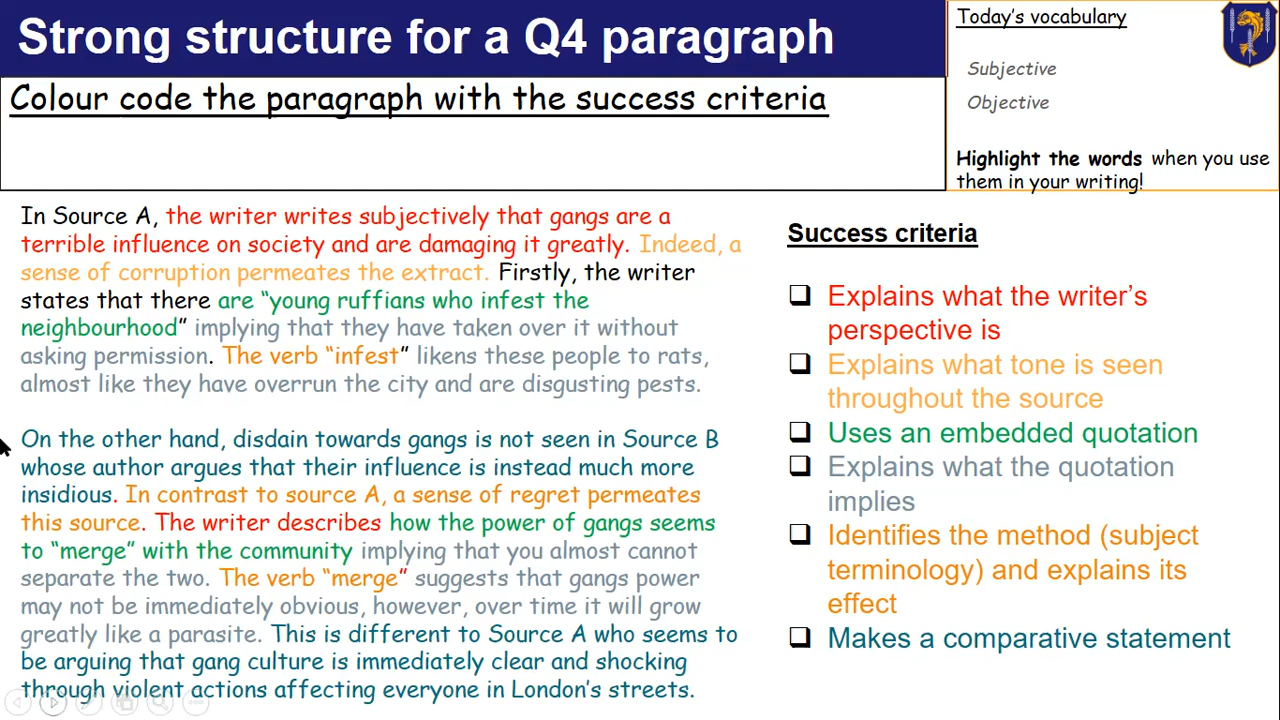 Strong structure for a Q4 paragraph
Colour code the paragraph with the success criteria
Today's vocabulary
Subjective
Objective
Highlight the words when you use
them in your writing!
In Source A, the writer writes subjectively that gangs are a
terrible influence on society and are damaging it greatly. Indeed, a
sense of corruption permeates the extract. Firstly, the writer
states that there are “young ruffians who infest the
neighbourhood” implying that they have taken over it without
asking permission. The verb “infest” likens these people to rats,
almost like they have overrun the city and are disgusting pests.
On the other hand, disdain towards gangs is not seen in Source B
whose author argues that their influence is instead much more
insidious. In contrast to source A, a sense of regret permeates
this source. The writer describes how the power of gangs seems
to “merge” with the community implying that you almost cannot
separate the two. The verb “merge” suggests that gangs power
may not be immediately obvious, however, over time it will grow
greatly like a parasite. This is different to Source A who seems to
be arguing that gang culture is immediately clear and shocking
through violent actions affecting everyone in London's streets.
Success criteria
Explains what the writer's
perspective is
Explains what tone is seen
throughout the source
Uses an embedded quotation
Explains what the quotation
implies
Identifies the method (subject
terminology) and explains its
effect
Makes a comparative statement